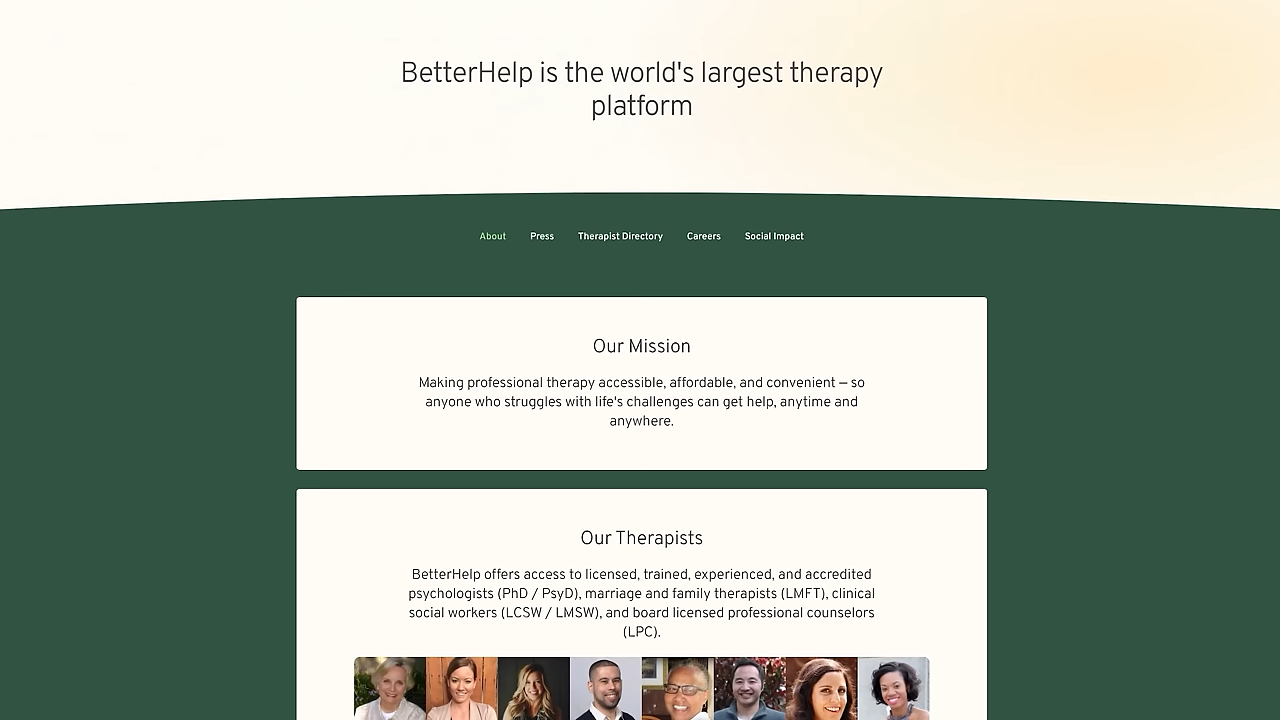 BetterHelp is the world's largest therapy
platform
About Press Therapist Directory Careers Social Impact
Our Mission
Making professional therapy accessible, affordable, and convenient — so
anyone who struggles with life's challenges can get help, anytime and
anywhere.
Our Therapists
BetterHelp offers access to licensed, trained, experienced, and accredited
psychologists (PhD / PsyD), marriage and family therapists (LMFT), clinical
social workers (LCSW / LMSW), and board licensed professional counselors
(LPC).